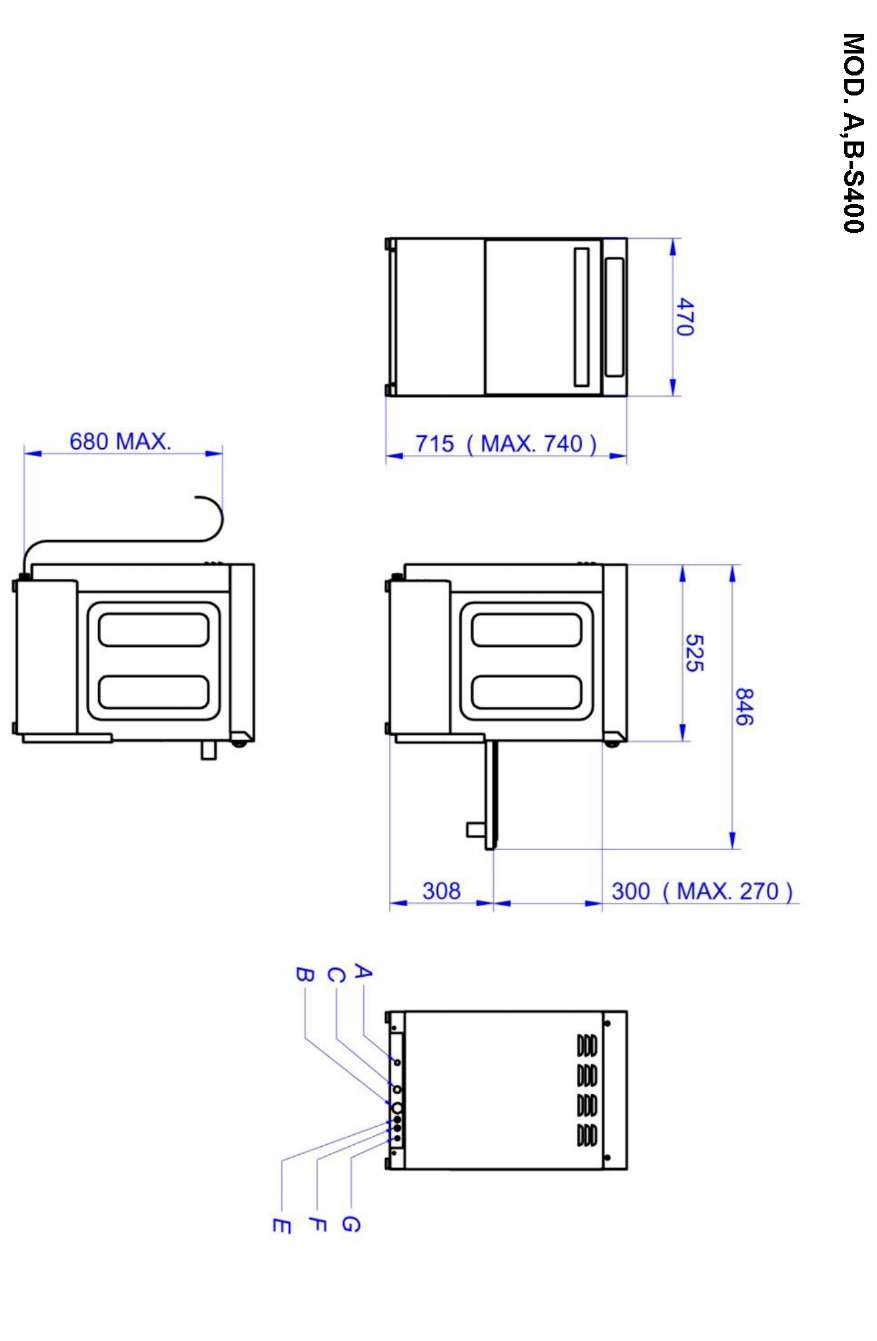 MOD. A,B-S400
470
715 ( MAX. 740 )
680 MAX.
525
846
308
300 ( MAX. 270 )
A
C
B
G
F
E